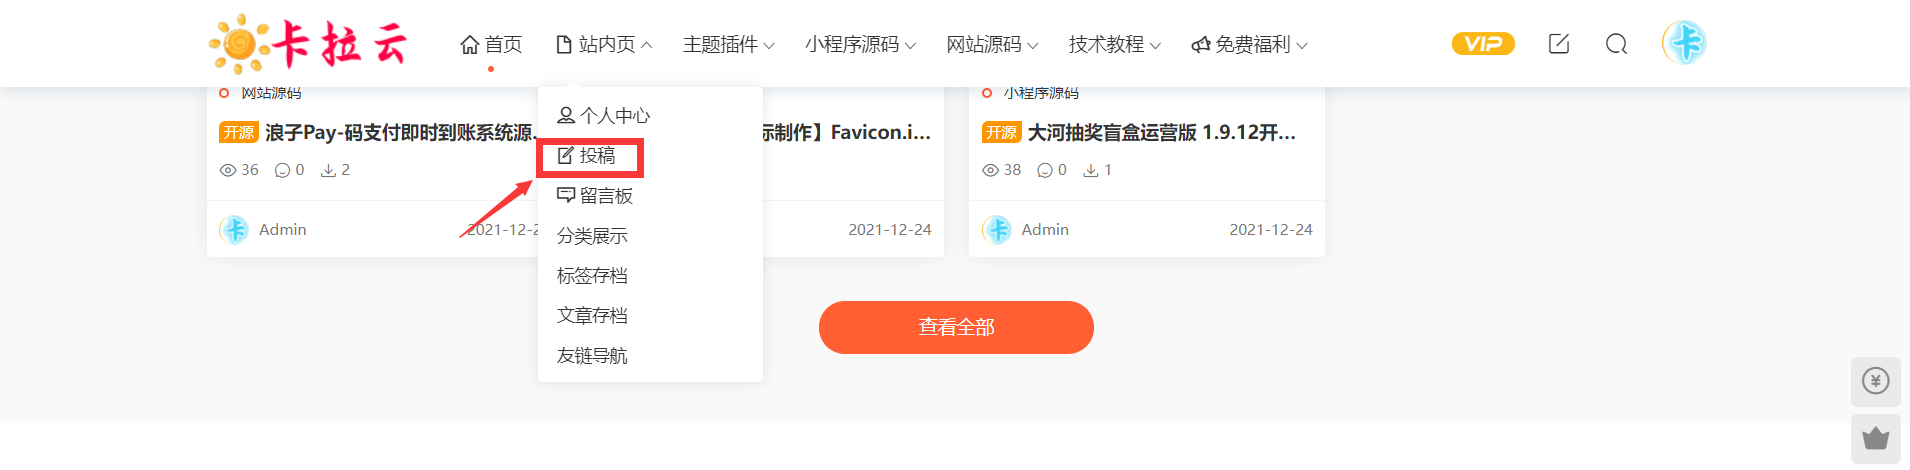 卡拉云 首页 站内页 主题插件 小程序源码 网站源码 技术教程 免费福利 VIP 卡
网站源码
小程序源码
个人中心
开源 浪子Pay-码支付即时到账系统源...
标制作】Favicon.i...
开源 大河抽奖盲盒运营版 1.9.12开...
投稿
36 0 2
38 0 1
留言板
卡 Admin 2021-12-2
2021-12-24
卡 Admin 2021-12-24
分类展示
标签存档
文章存档
友链导航
查看全部